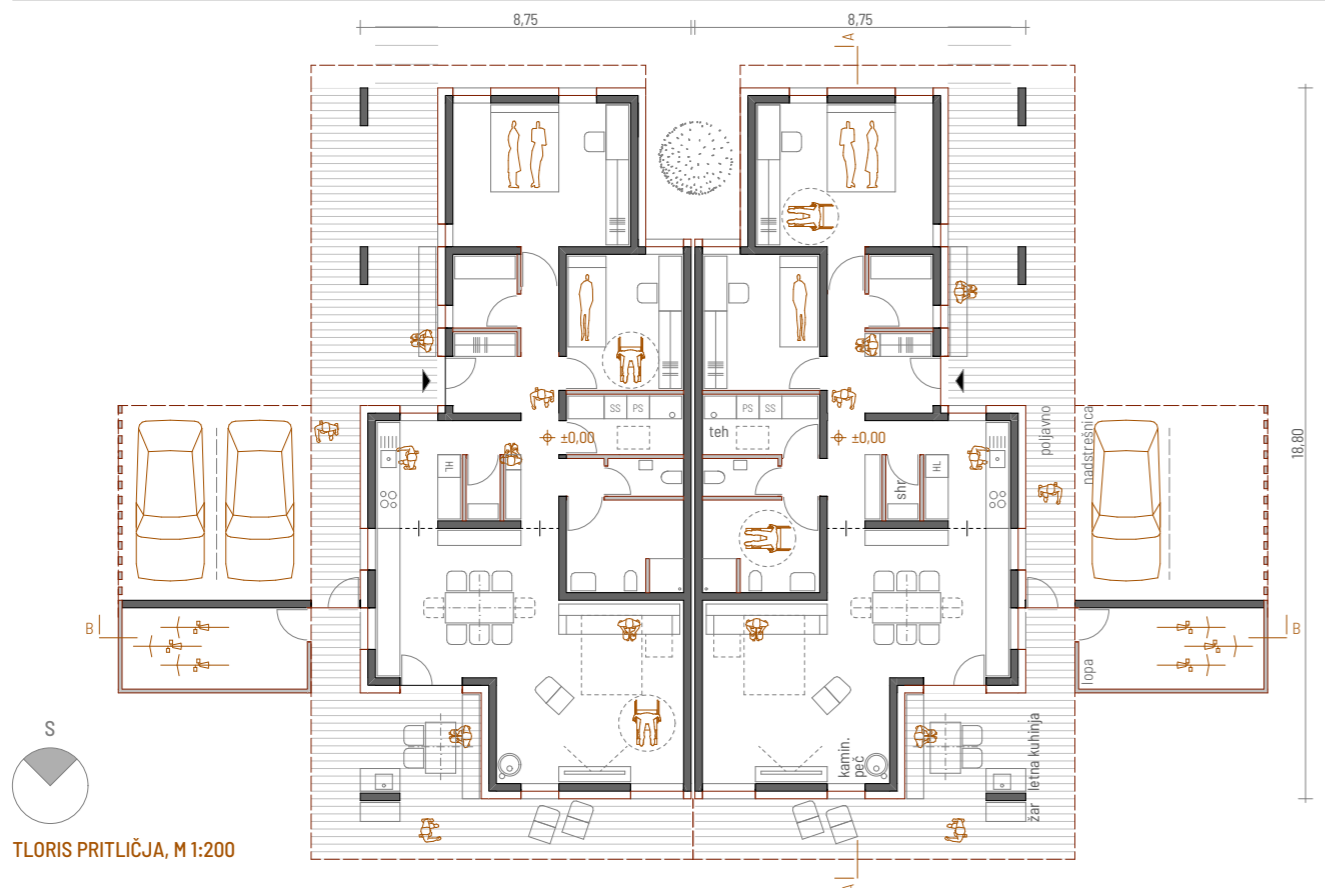 8,75
8,75
A
SS
PS
PS
SS
teh
±0,00
±0,00
poljavno
nadstrešnica
18,80
HL
shr
HL
B
B
lopa
S
kamin.
peč
letna kuhinja
žar
TLORIS PRITLIČJA, M 1:200
A